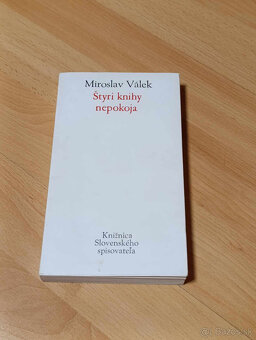 Miroslav Válek
Štyri knihy
nepokoja
Knižnica
Slovenského
spisovateľa